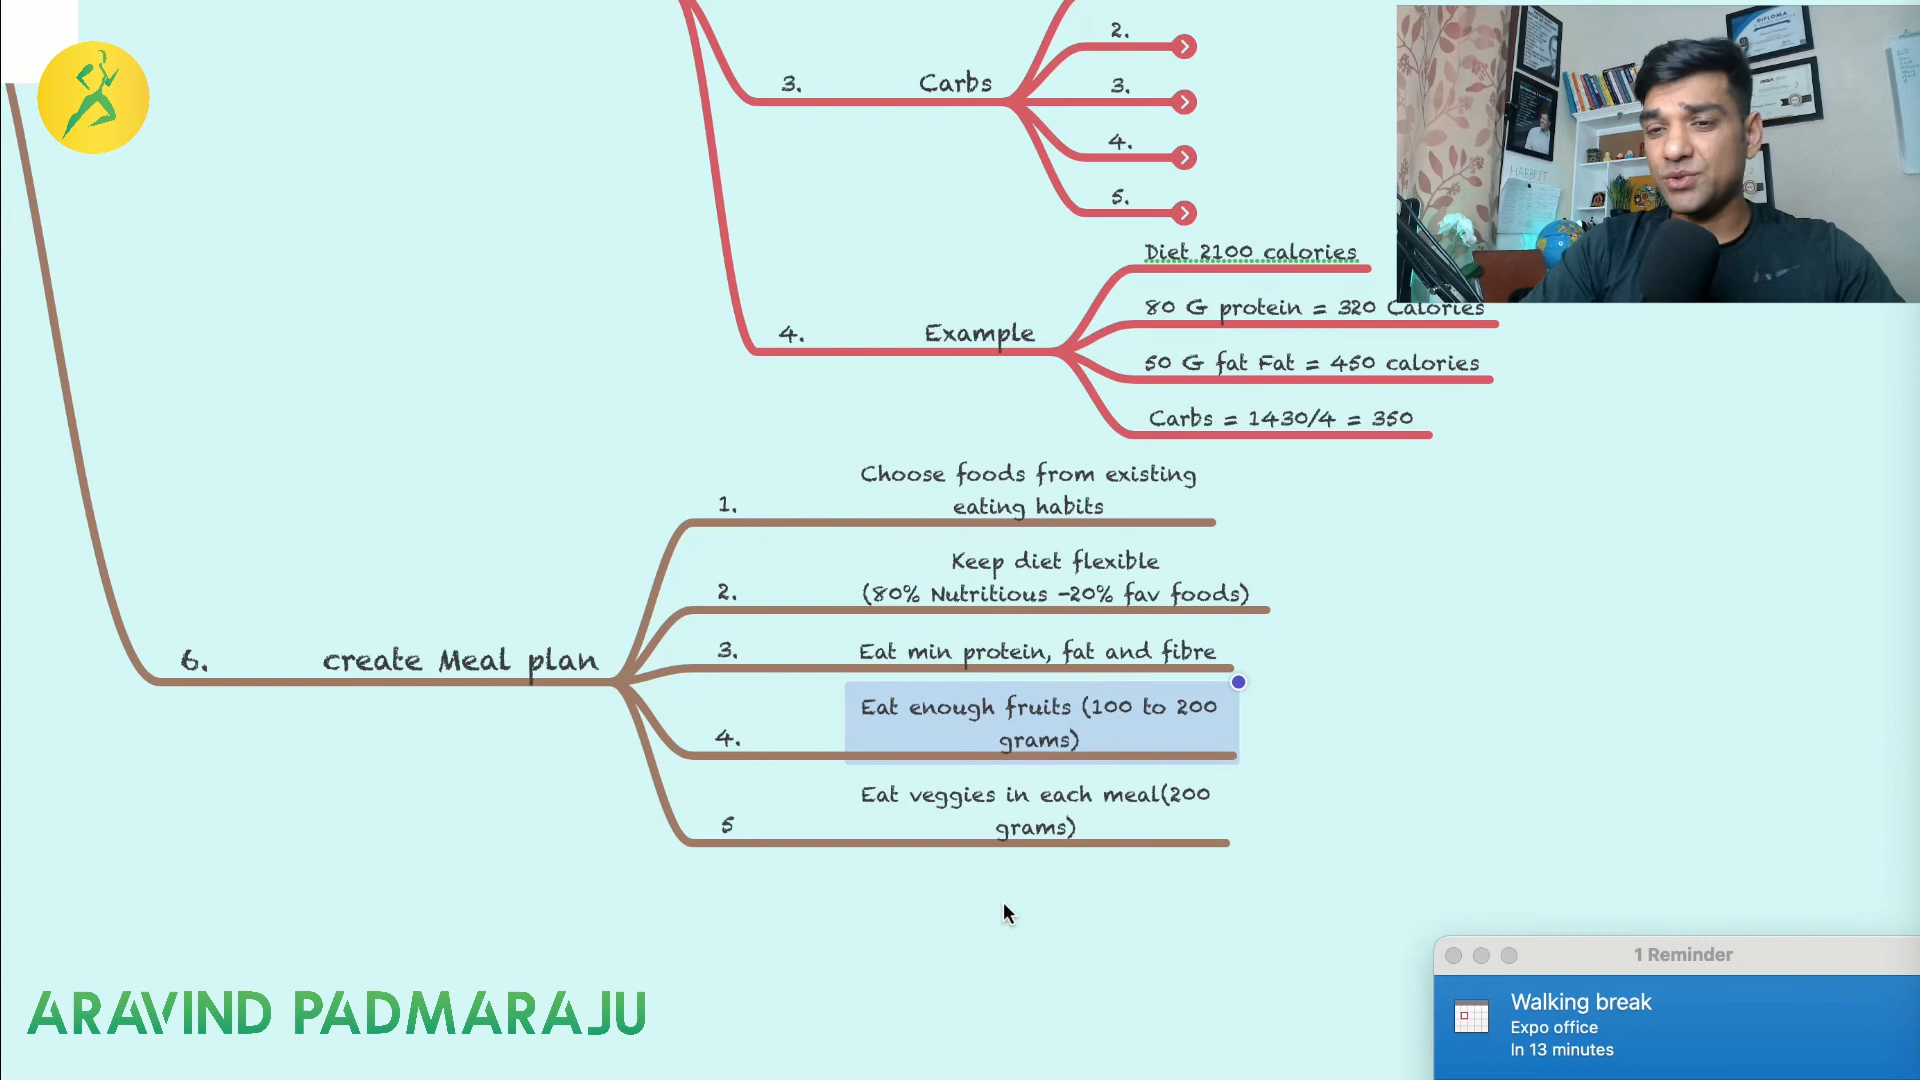 2.
3. Carbs
3.
4.
5.
4. Example
Diet 2100 calories
80 G protein = 320 Calories
50 G fat Fat = 450 calories
Carbs = 1430/4 = 350
6. create Meal plan
1. Choose foods from existing
eating habits
2. Keep diet flexible
(80% Nutritious -20% fav foods)
3. Eat min protein, fat and fibre
4. Eat enough fruits (100 to 200
grams)
5 Eat veggies in each meal(200
grams)
DIPLOMA
HABBFIT
ARAVIND PADMARAJU
1 Reminder
Walking break
Expo office
In 13 minutes